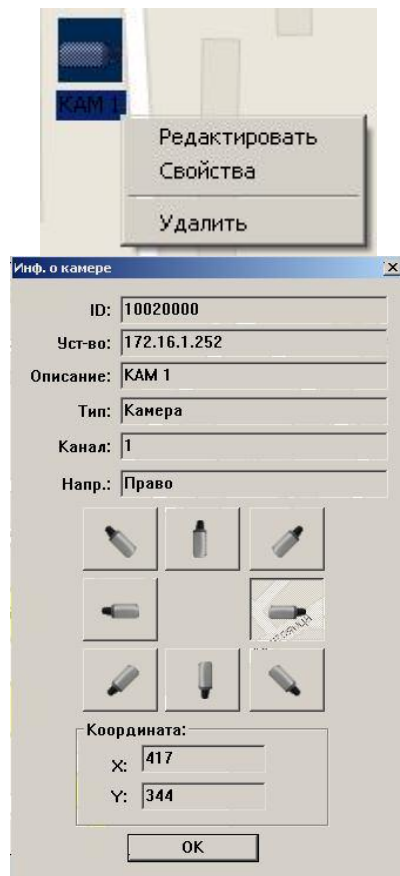 КАМ 1
Редактировать
Свойства
Удалить
Инф. о камере
ID: 10020000
Уст-во: 172.16.1.252
Описание: КАМ 1
Тип: Камера
Канал: 1
Напр.: Право
Координата:
X: 417
Y: 344
OK